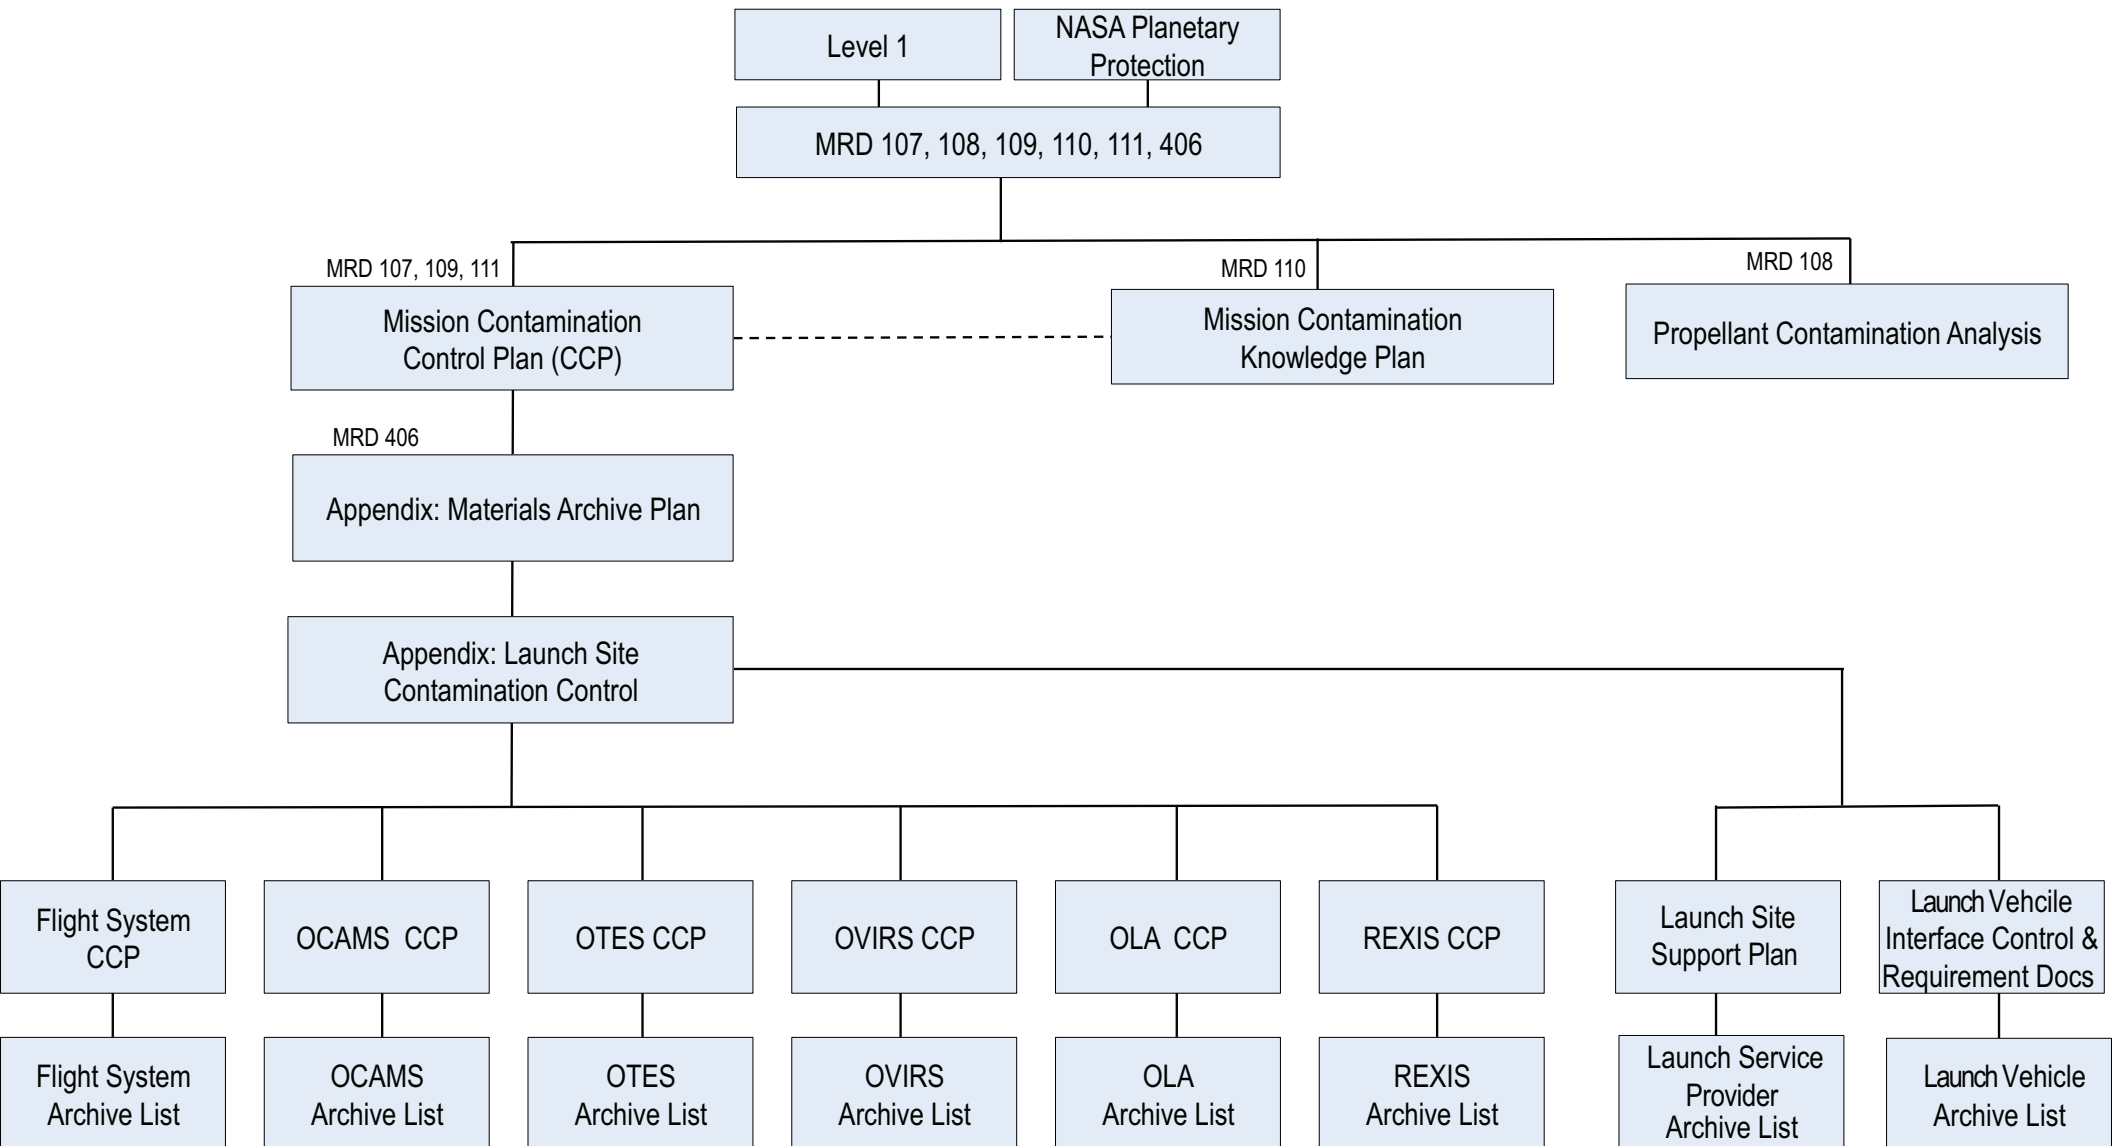 Level 1
NASA Planetary
Protection
MRD 107, 108, 109, 110, 111, 406
MRD 107, 109, 111
MRD 110
MRD 108
Mission Contamination
Control Plan (CCP)
Mission Contamination
Knowledge Plan
Propellant Contamination Analysis
MRD 406
Appendix: Materials Archive Plan
Appendix: Launch Site
Contamination Control
Flight System
CCP
OCAMS CCP
OTES CCP
OVIRS CCP
OLA CCP
REXIS CCP
Launch Site
Support Plan
Launch Vehcile
Interface Control &
Requirement Docs
Flight System
Archive List
OCAMS
Archive List
OTES
Archive List
OVIRS
Archive List
OLA
Archive List
REXIS
Archive List
Launch Service
Provider
Archive List
Launch Vehicle
Archive List